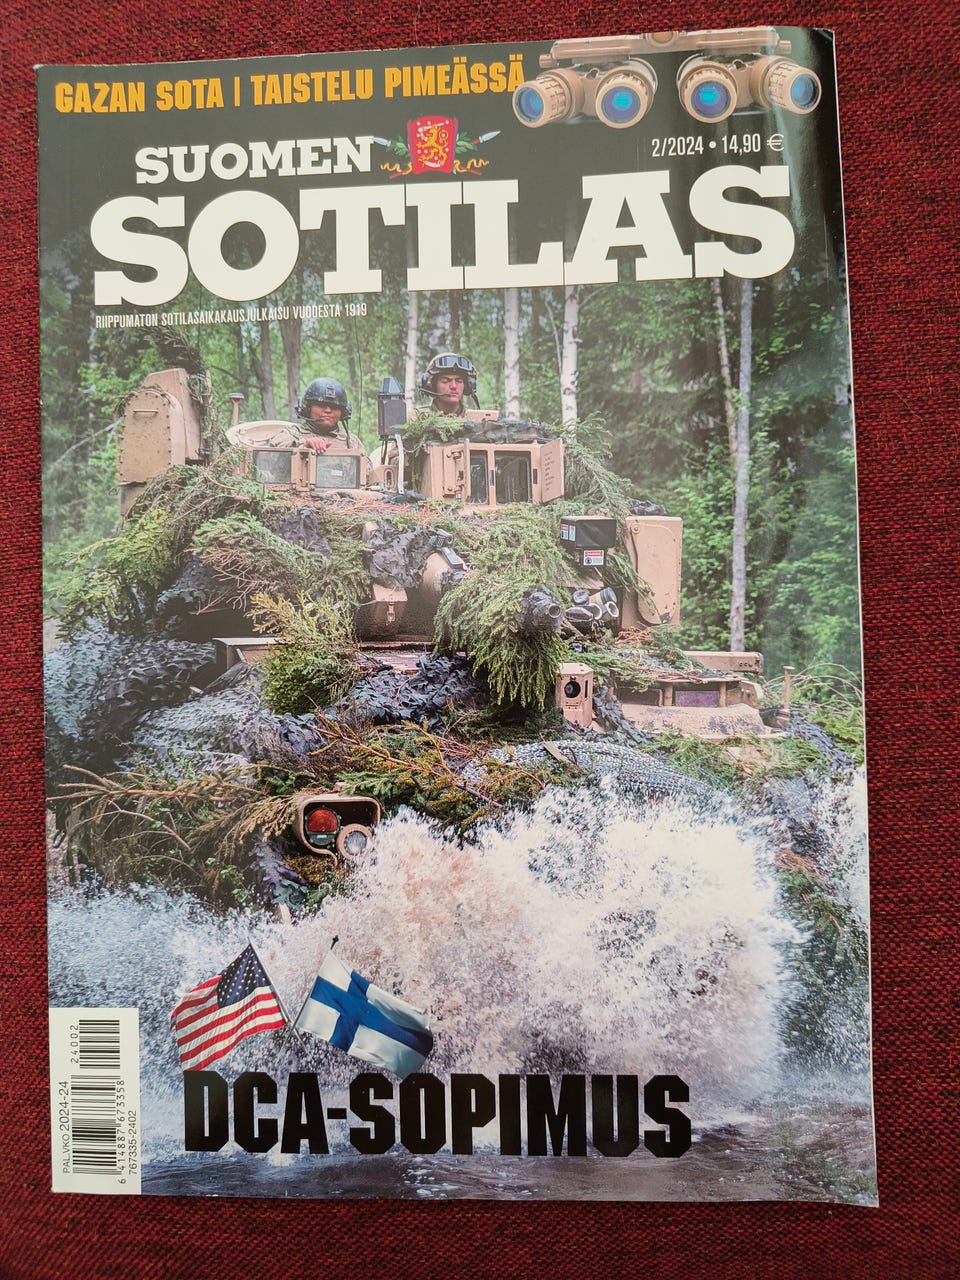 GAZAN SOTA | TAISTELU PIMEÄSSÄ
SUOMEN
2/2024 • 14,90 €
SOTILAS
RIIPPUMATON SOTILASAIKAKAUSJULKAISU VUODESTA 1919
DCA-SOPIMUS
PAL.VKO 2024-24
24002
6 414887 673358
767335-2402